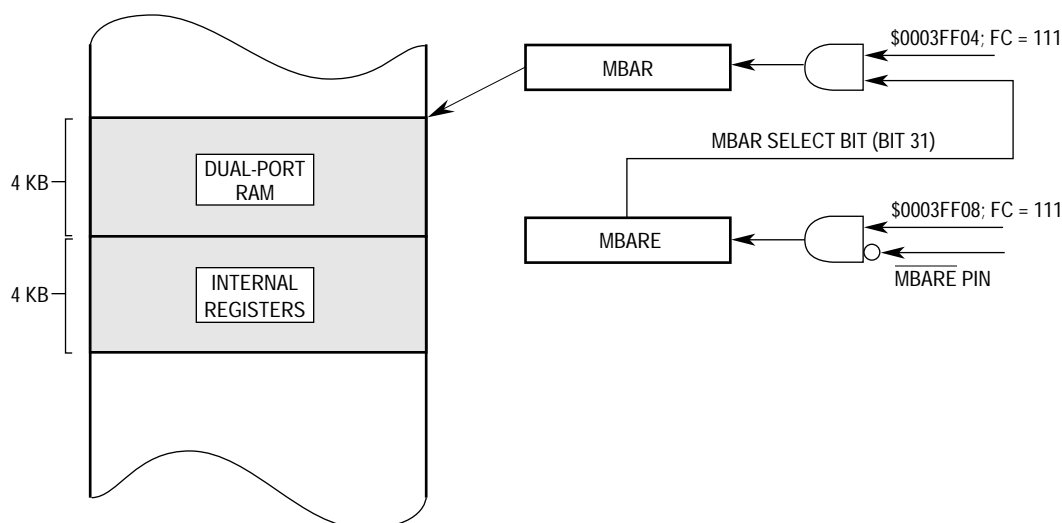 $0003FF04; FC = 111
MBAR
MBAR SELECT BIT (BIT 31)
4 KB
DUAL-PORT
RAM
$0003FF08; FC = 111
MBARE
MBARE PIN
4 KB
INTERNAL
REGISTERS